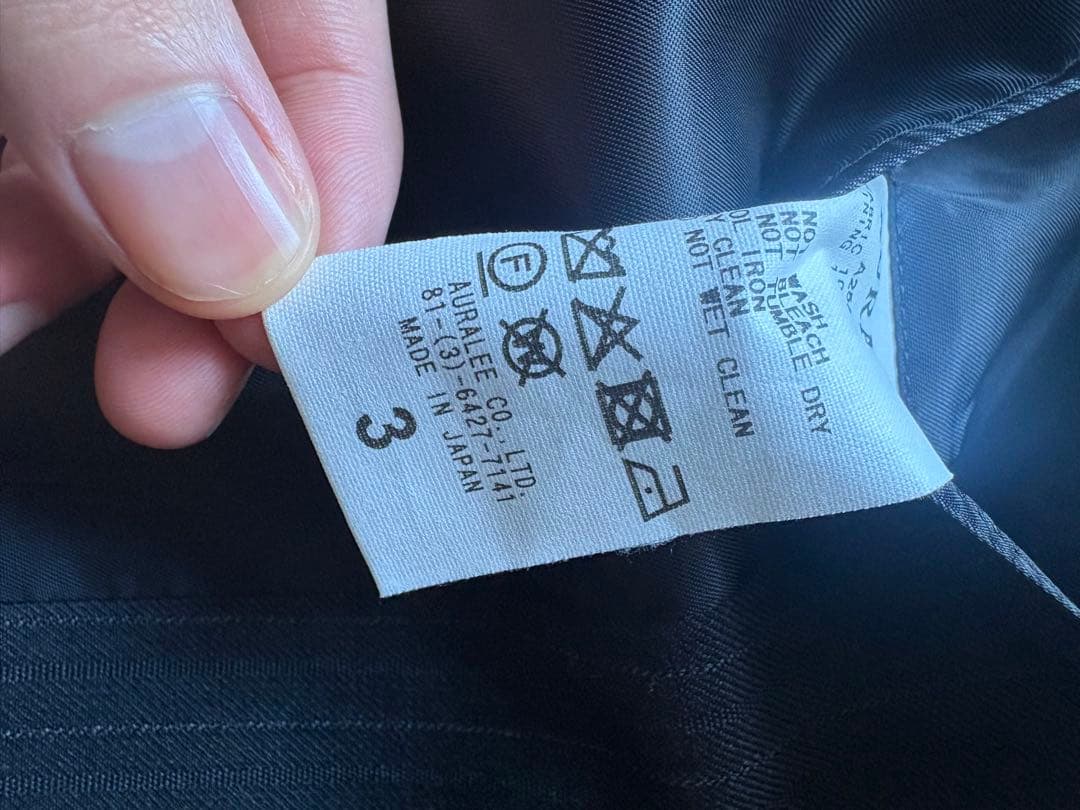 WASH
NOT BLEACH
NOT TUMBLE DRY
OL IRON
Y CLEAN
NOT WET CLEAN
F W
AURALEE CO.,LTD.
81-(3)-6427-7141
MADE IN JAPAN
3